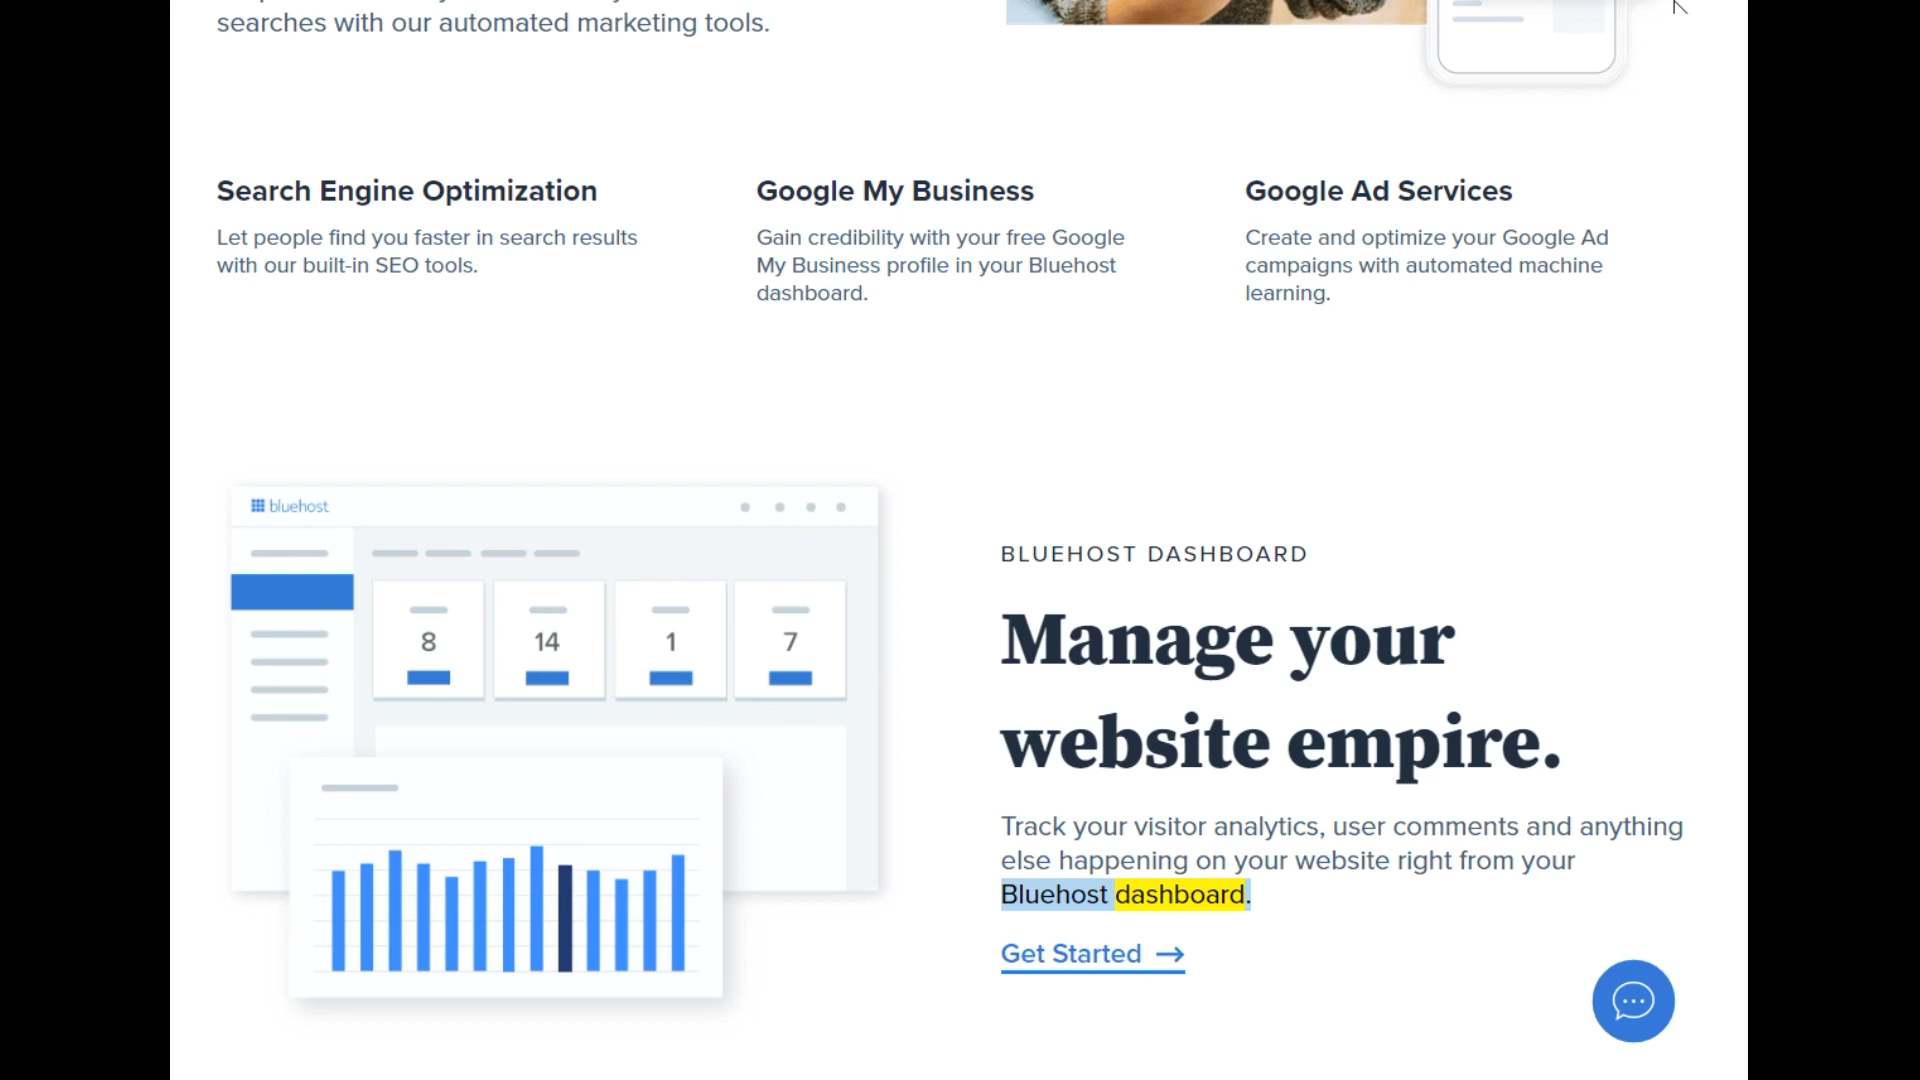 searches with our automated marketing tools.
Search Engine Optimization
Let people find you faster in search results
with our built-in SEO tools.
Google My Business
Gain credibility with your free Google
My Business profile in your Bluehost
dashboard.
Google Ad Services
Create and optimize your Google Ad
campaigns with automated machine
learning.
bluehost
8
14
1
7
BLUEHOST DASHBOARD
Manage your
website empire.
Track your visitor analytics, user comments and anything
else happening on your website right from your
Bluehost dashboard.
Get Started →